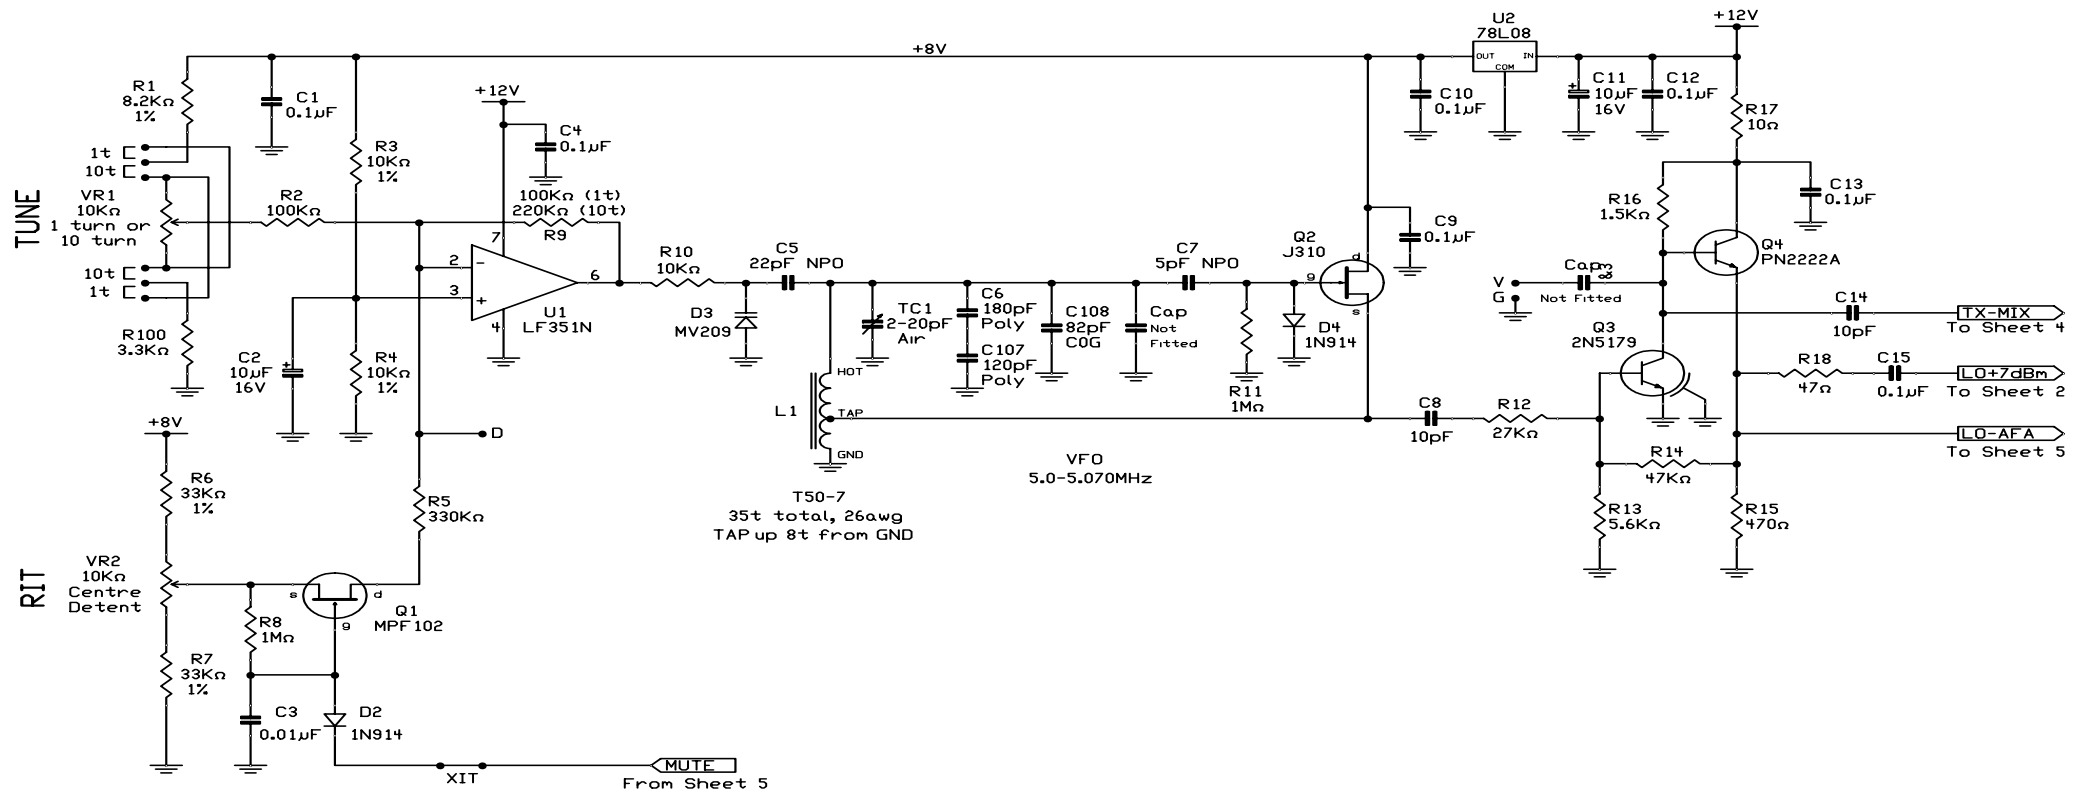 U2
78L08
+12V
+8V
OUT
IN
COM
R1
8.2KΩ
1%
C1
0.1µF
+12V
C4
0.1µF
C10
0.1µF
C11
+
10µF
16V
C12
0.1µF
R17
10Ω
1t
10t
R3
10KΩ
1%
TUNE
VR1
10KΩ
1 turn or
10 turn
R2
100KΩ
100KΩ (1t)
220KΩ (10t)
R9
R16
1.5KΩ
C13
0.1µF
C9
0.1µF
Q2
J310
d
g
s
Q4
PN2222A
7
2
-
3
+
6
4
U1
LF351N
R10
10KΩ
C5
22pF NPO
C7
5pF NPO
Cap
&3
Not Fitted
V
G
10t
1t
D3
MV209
TC1
2-20pF
Air
C6
180pF
Poly
C107
120pF
Poly
C108
82pF
C0G
Cap
Not
Fitted
D4
1N914
C14
10pF
TX-MIX
To Sheet 4
R100
3.3KΩ
C2
+
10µF
16V
R4
10KΩ
1%
Q3
2N5179
R18
47Ω
C15
0.1µF
LO+7dBm
To Sheet 2
HOT
L1
TAP
GND
R11
1MΩ
C8
10pF
R12
27KΩ
LO-AFA
To Sheet 5
+8V
D
VFO
5.0-5.070MHz
R14
47KΩ
R6
33KΩ
1%
R5
330KΩ
T50-7
35t total, 26awg
TAP up 8t from GND
R13
5.6KΩ
R15
470Ω
RIT
VR2
10KΩ
Centre
Detent
s
d
g
Q1
MPF102
R8
1MΩ
R7
33KΩ
1%
C3
0.01µF
D2
1N914
XIT
MUTE
From Sheet 5